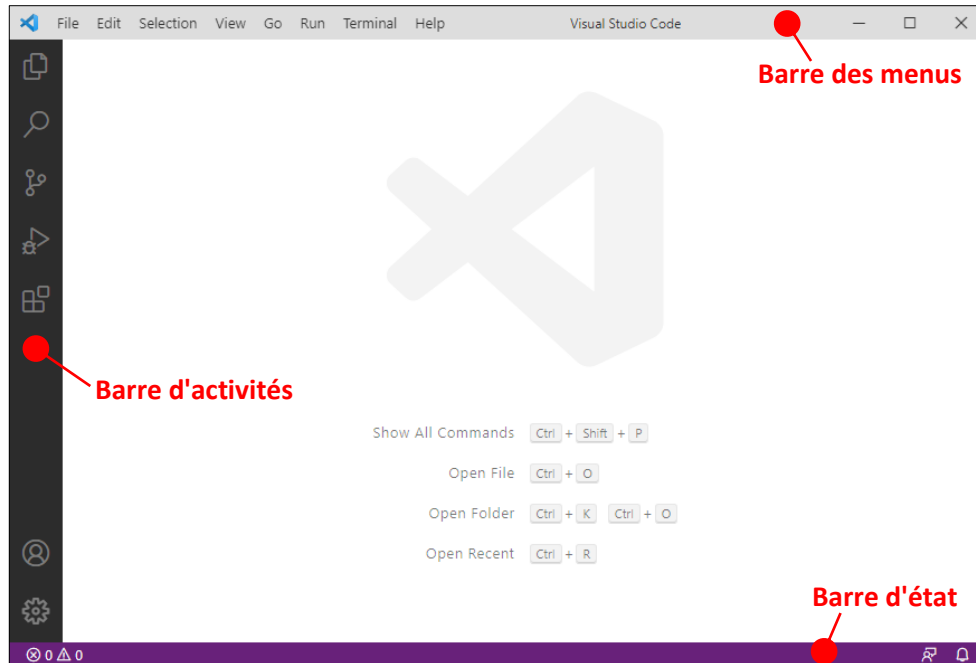 File Edit Selection View Go Run Terminal Help Visual Studio Code
Barre des menus
Barre d'activités
Show All Commands Ctrl + Shift + P
Open File Ctrl + O
Open Folder Ctrl + K Ctrl + O
Open Recent Ctrl + R
Barre d'état
0 0